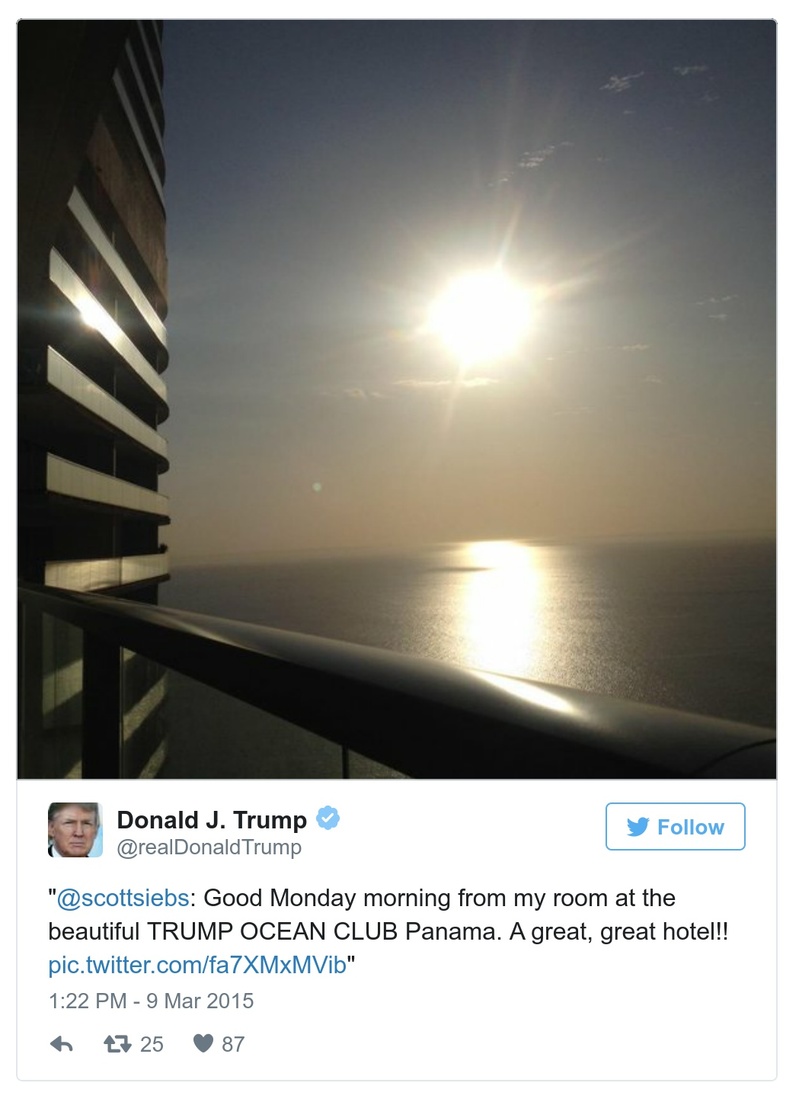 Donald J. Trump
Follow
@realDonaldTrump
"@scottsiebs: Good Monday morning from my room at the
beautiful TRUMP OCEAN CLUB Panama. A great, great hotel!!
pic.twitter.com/fa7XMxMVib"
1:22 PM - 9 Mar 2015
25 87